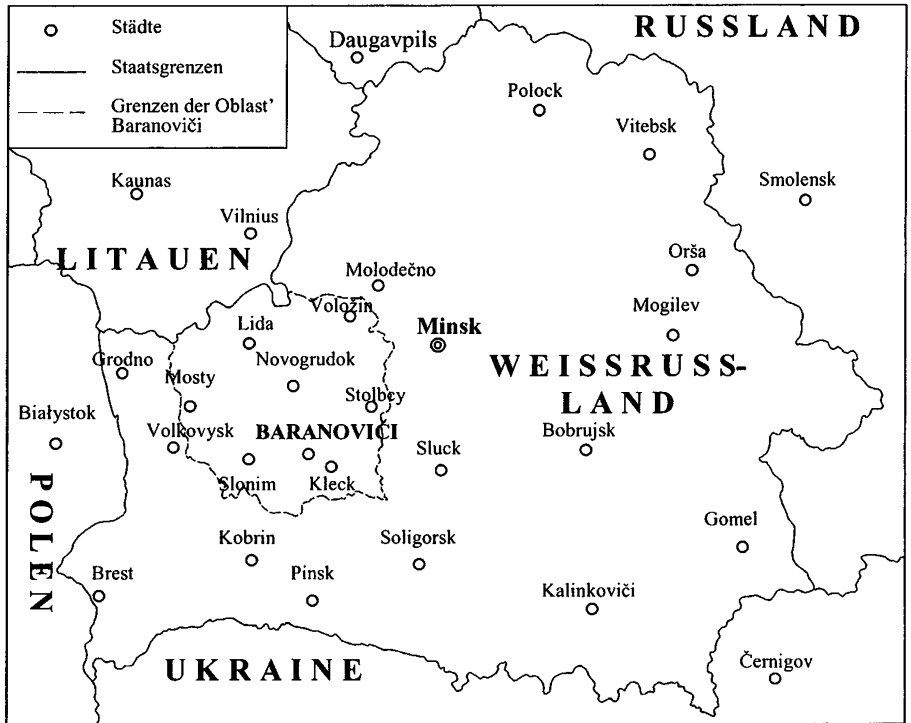 Städte
Staatsgrenzen
Grenzen der Oblast'
Baranoviči
RUSSLAND
Daugavpils
Polock
Vitebsk
Smolensk
Kaunas
Vilnius
LITAUEN
Orša
Molodečno
Mogilev
Voložin
Lida
Minsk
Grodno
Novogrudok
WEISSRUSS-
LAND
Mosty
Stolbcy
Białystok
Volkovysk
BARANOVIČI
Sluck
Bobrujsk
Slonim
Kleck
POLEN
Gomel
Kobrin
Soligorsk
Brest
Pinsk
Kalinkoviči
UKRAINE
Černigov